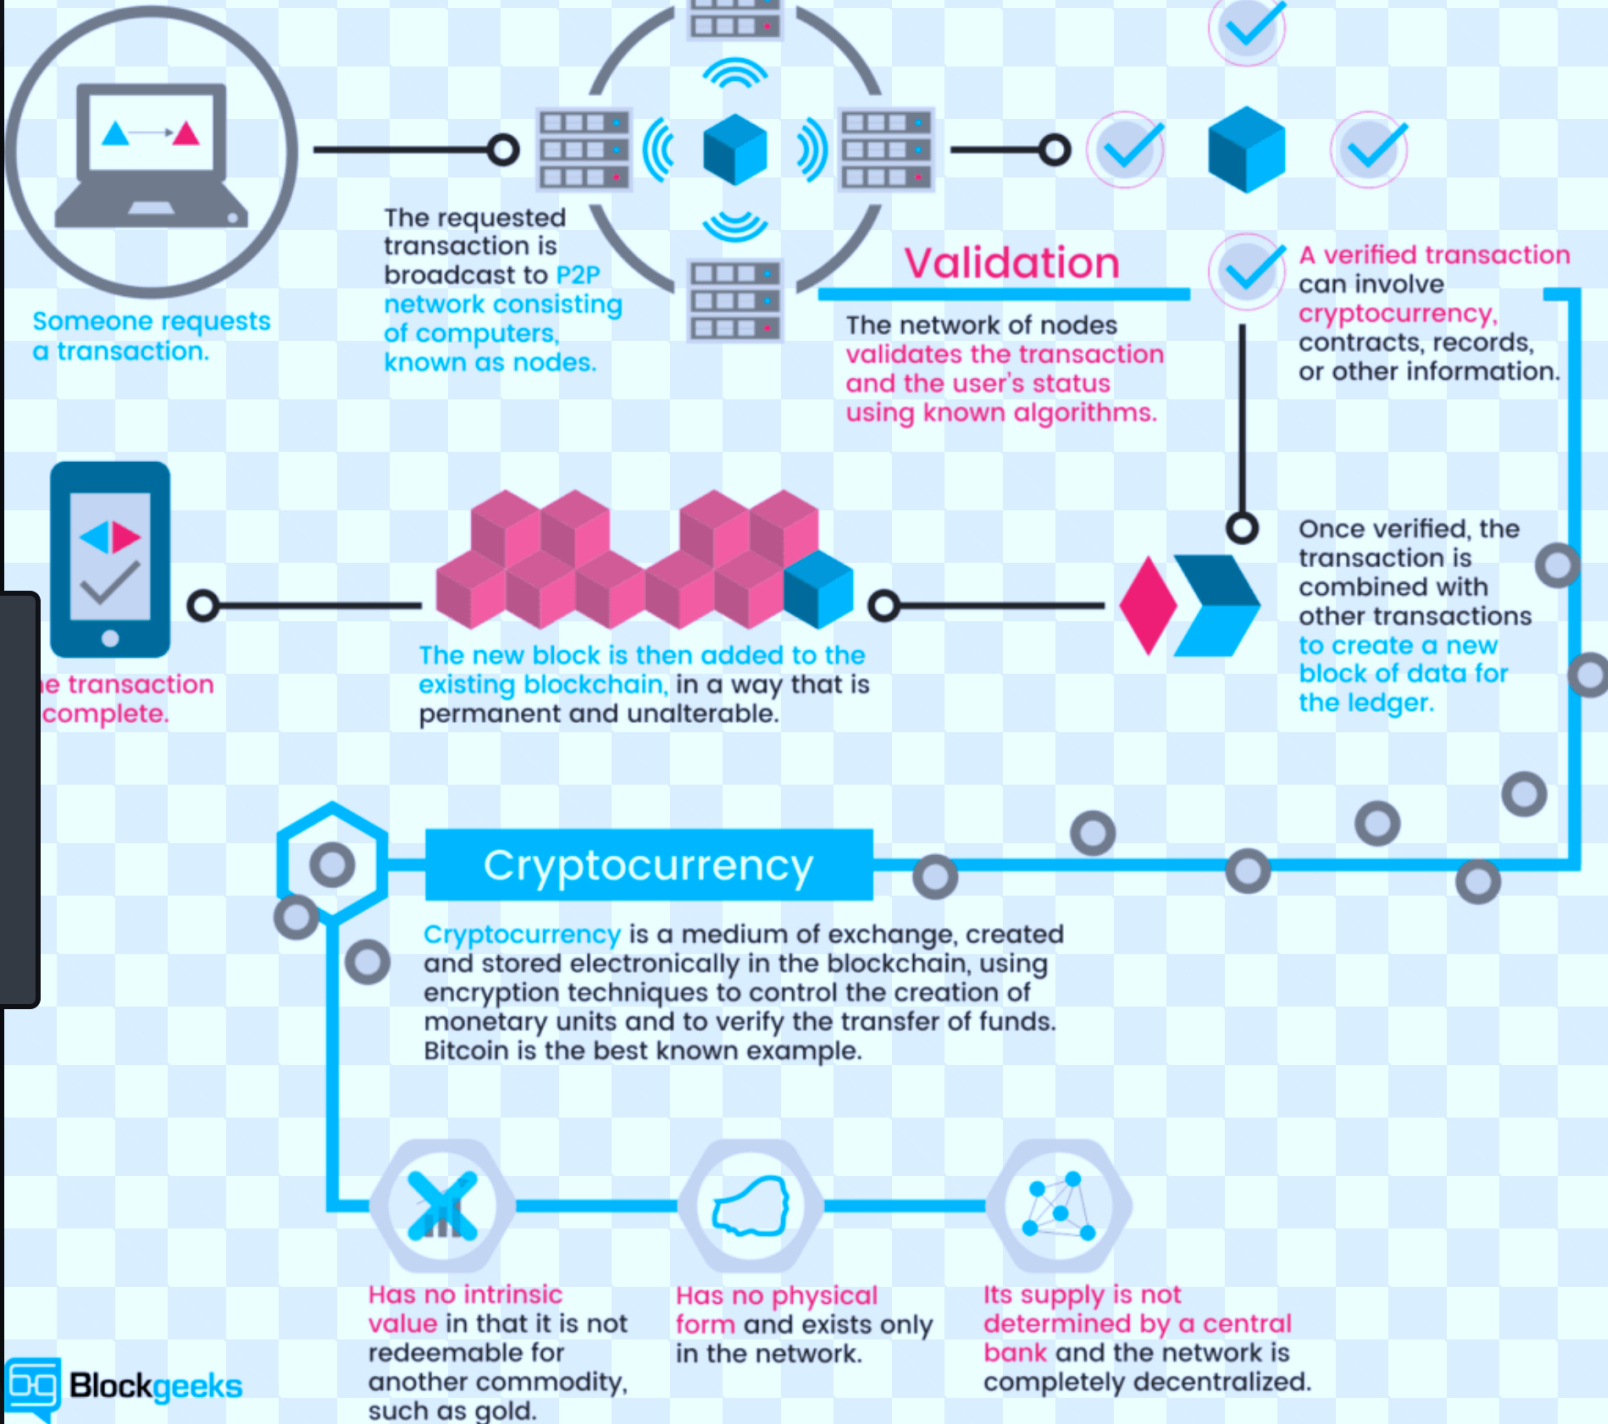 Someone requests
a transaction.
The requested
transaction is
broadcast to P2P
network consisting
of computers,
known as nodes.
Validation
The network of nodes
validates the transaction
and the user's status
using known algorithms.
A verified transaction
can involve
cryptocurrency,
contracts, records,
or other information.
Once verified, the
transaction is
combined with
other transactions
to create a new
block of data for
the ledger.
The new block is then added to the
existing blockchain, in a way that is
permanent and unalterable.
e transaction
complete.
Cryptocurrency
Cryptocurrency is a medium of exchange, created
and stored electronically in the blockchain, using
encryption techniques to control the creation of
monetary units and to verify the transfer of funds.
Bitcoin is the best known example.
Has no intrinsic
value in that it is not
redeemable for
another commodity,
such as gold.
Has no physical
form and exists only
in the network.
Its supply is not
determined by a central
bank and the network is
completely decentralized.
Blockgeeks